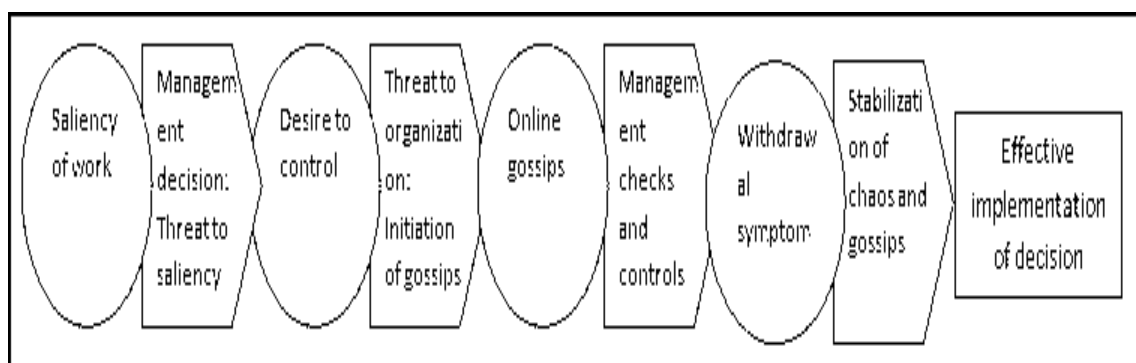 Saliency
of work
Managem
ent
decision:
Threat to
saliency
Desire to
control
Threat to
organizati
on:
Initiation
of gossips
Online
gossips
Managem
ent
checks
and
controls
Withdraw
al
symptom
Stabilizati
on of
chaos and
gossips
Effective
implementation
of decision